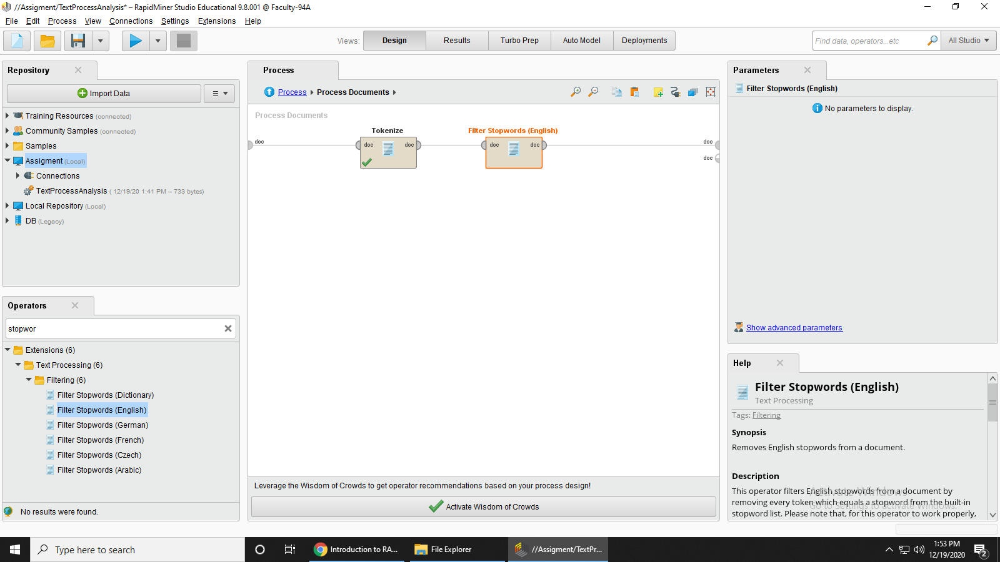 //Assigment/TextProcessAnalysis* – RapidMiner Studio Educational 9.8.001 @ Faculty-94A
File Edit Process View Connections Settings Extensions Help
Views: Design Results Turbo Prep Auto Model Deployments
Find data, operators...etc All Studio
Repository
Import Data
Training Resources (connected)
Community Samples (connected)
Samples
Assigment (Local)
Connections
TextProcessAnalysis ( 12/19/20 1:41 PM – 733 bytes)
Local Repository (Local)
DB (Legacy)
Operators
stopwor
Extensions (6)
Text Processing (6)
Filtering (6)
Filter Stopwords (Dictionary)
Filter Stopwords (English)
Filter Stopwords (German)
Filter Stopwords (French)
Filter Stopwords (Czech)
Filter Stopwords (Arabic)
No results were found.
Process
Process Process Documents
Process Documents
Tokenize Filter Stopwords (English)
doc doc doc doc doc doc
doc
Leverage the Wisdom of Crowds to get operator recommendations based on your process design!
Activate Wisdom of Crowds
Parameters
Filter Stopwords (English)
No parameters to display.
Show advanced parameters
Help
Filter Stopwords (English)
Text Processing
Tags: Filtering
Synopsis
Removes English stopwords from a document.
Description
This operator filters English stopwords from a document by
removing every token which equals a stopword from the built-in
stopword list. Please note that, for this operator to work properly,
Activate Windows
Go to Settings to activate Windows.
Type here to search
Introduction to RA...
File Explorer
//Assigment/TextPr...
1:53 PM
12/19/2020
2